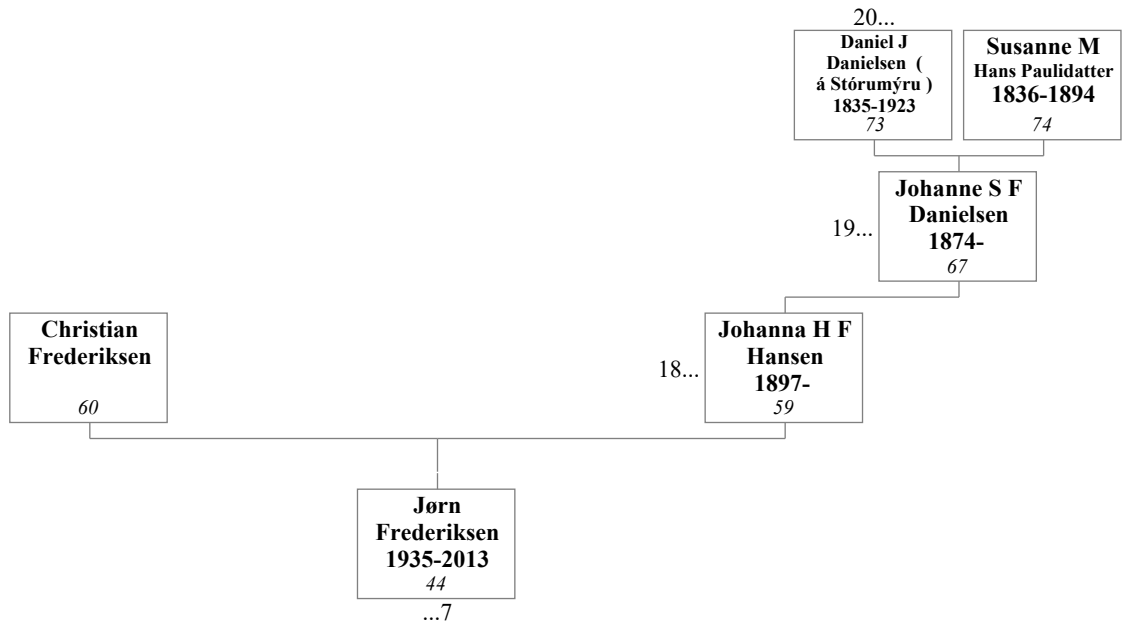 20...
Daniel J
Danielsen (
á Stórumýru )
1835-1923
73
Susanne M
Hans Paulidatter
1836-1894
74
19...
Johanne S F
Danielsen
1874-
67
Christian
Frederiksen
60
18...
Johanna H F
Hansen
1897-
59
Jørn
Frederiksen
1935-2013
44
...7